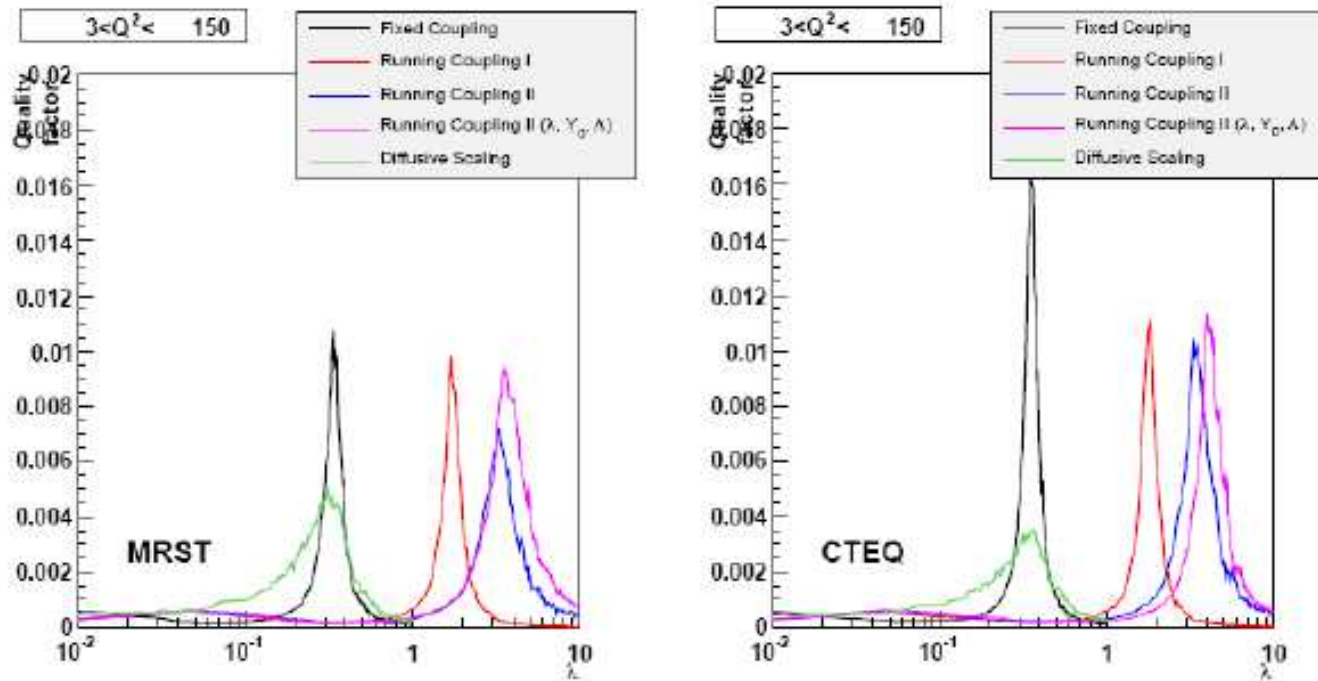 3<Q²< 150
Fixed Coupling
Running Coupling I
Running Coupling II
Running Coupling II (λ, Y₀, Λ)
Diffusive Scaling
Quality factor
0.02
0.018
0.016
0.014
0.012
0.01
0.008
0.006
0.004
0.002
0
MRST
10⁻² 10⁻¹ 1 10
λ
3<Q²< 150
Fixed Coupling
Running Coupling I
Running Coupling II
Running Coupling II (λ, Y₀, Λ)
Diffusive Scaling
Quality factor
0.02
0.018
0.016
0.014
0.012
0.01
0.008
0.006
0.004
0.002
0
CTEQ
10⁻² 10⁻¹ 1 10
λ